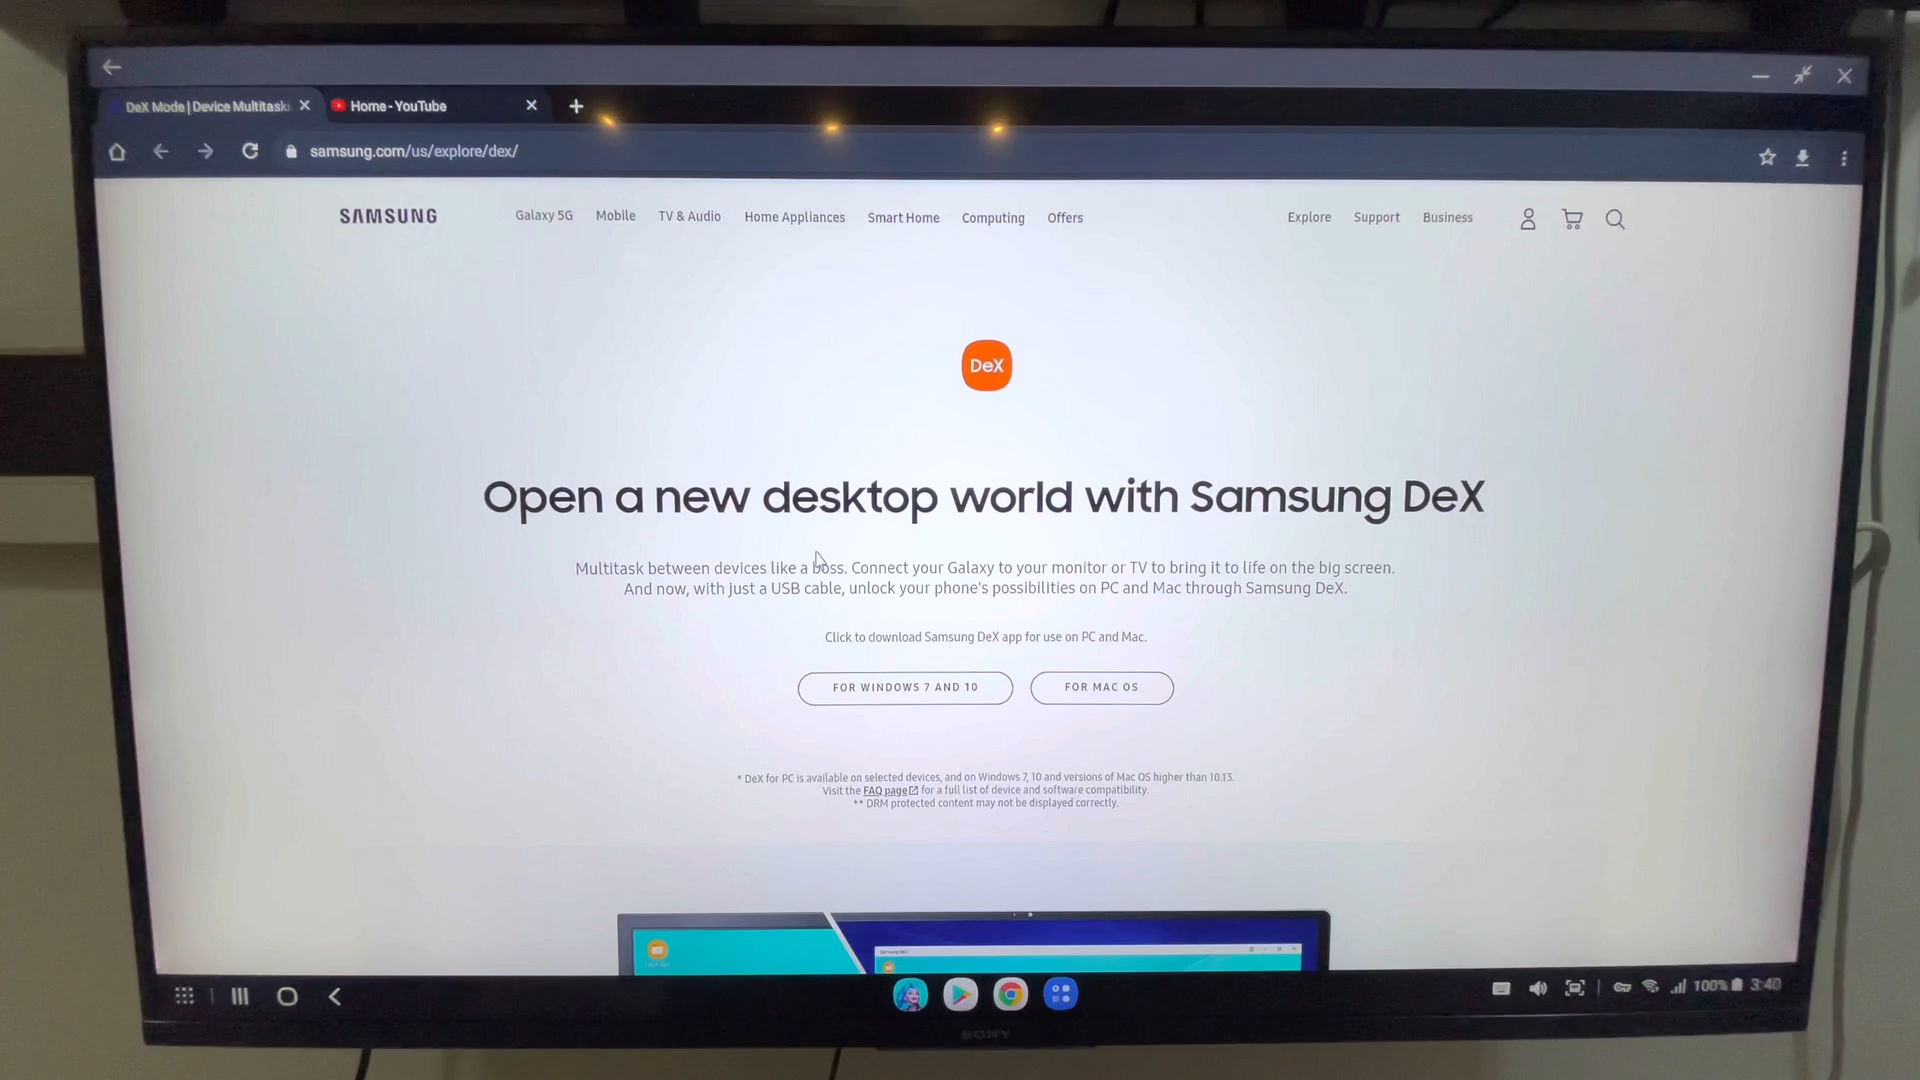 DeX Mode | Device Multitaski
Home - YouTube
samsung.com/us/explore/dex/
SAMSUNG
Galaxy 5G
Mobile
TV & Audio
Home Appliances
Smart Home
Computing
Offers
Explore
Support
Business
DeX
Open a new desktop world with Samsung DeX
Multitask between devices like a boss. Connect your Galaxy to your monitor or TV to bring it to life on the big screen.
And now, with just a USB cable, unlock your phone's possibilities on PC and Mac through Samsung DeX.
Click to download Samsung DeX app for use on PC and Mac.
FOR WINDOWS 7 AND 10
FOR MAC OS
* DeX for PC is available on selected devices, and on Windows 7, 10 and versions of Mac OS higher than 10.13.
Visit the FAQ page for a full list of device and software compatibility.
** DRM protected content may not be displayed correctly.
Samsung DeX
100%
3:40
SONY